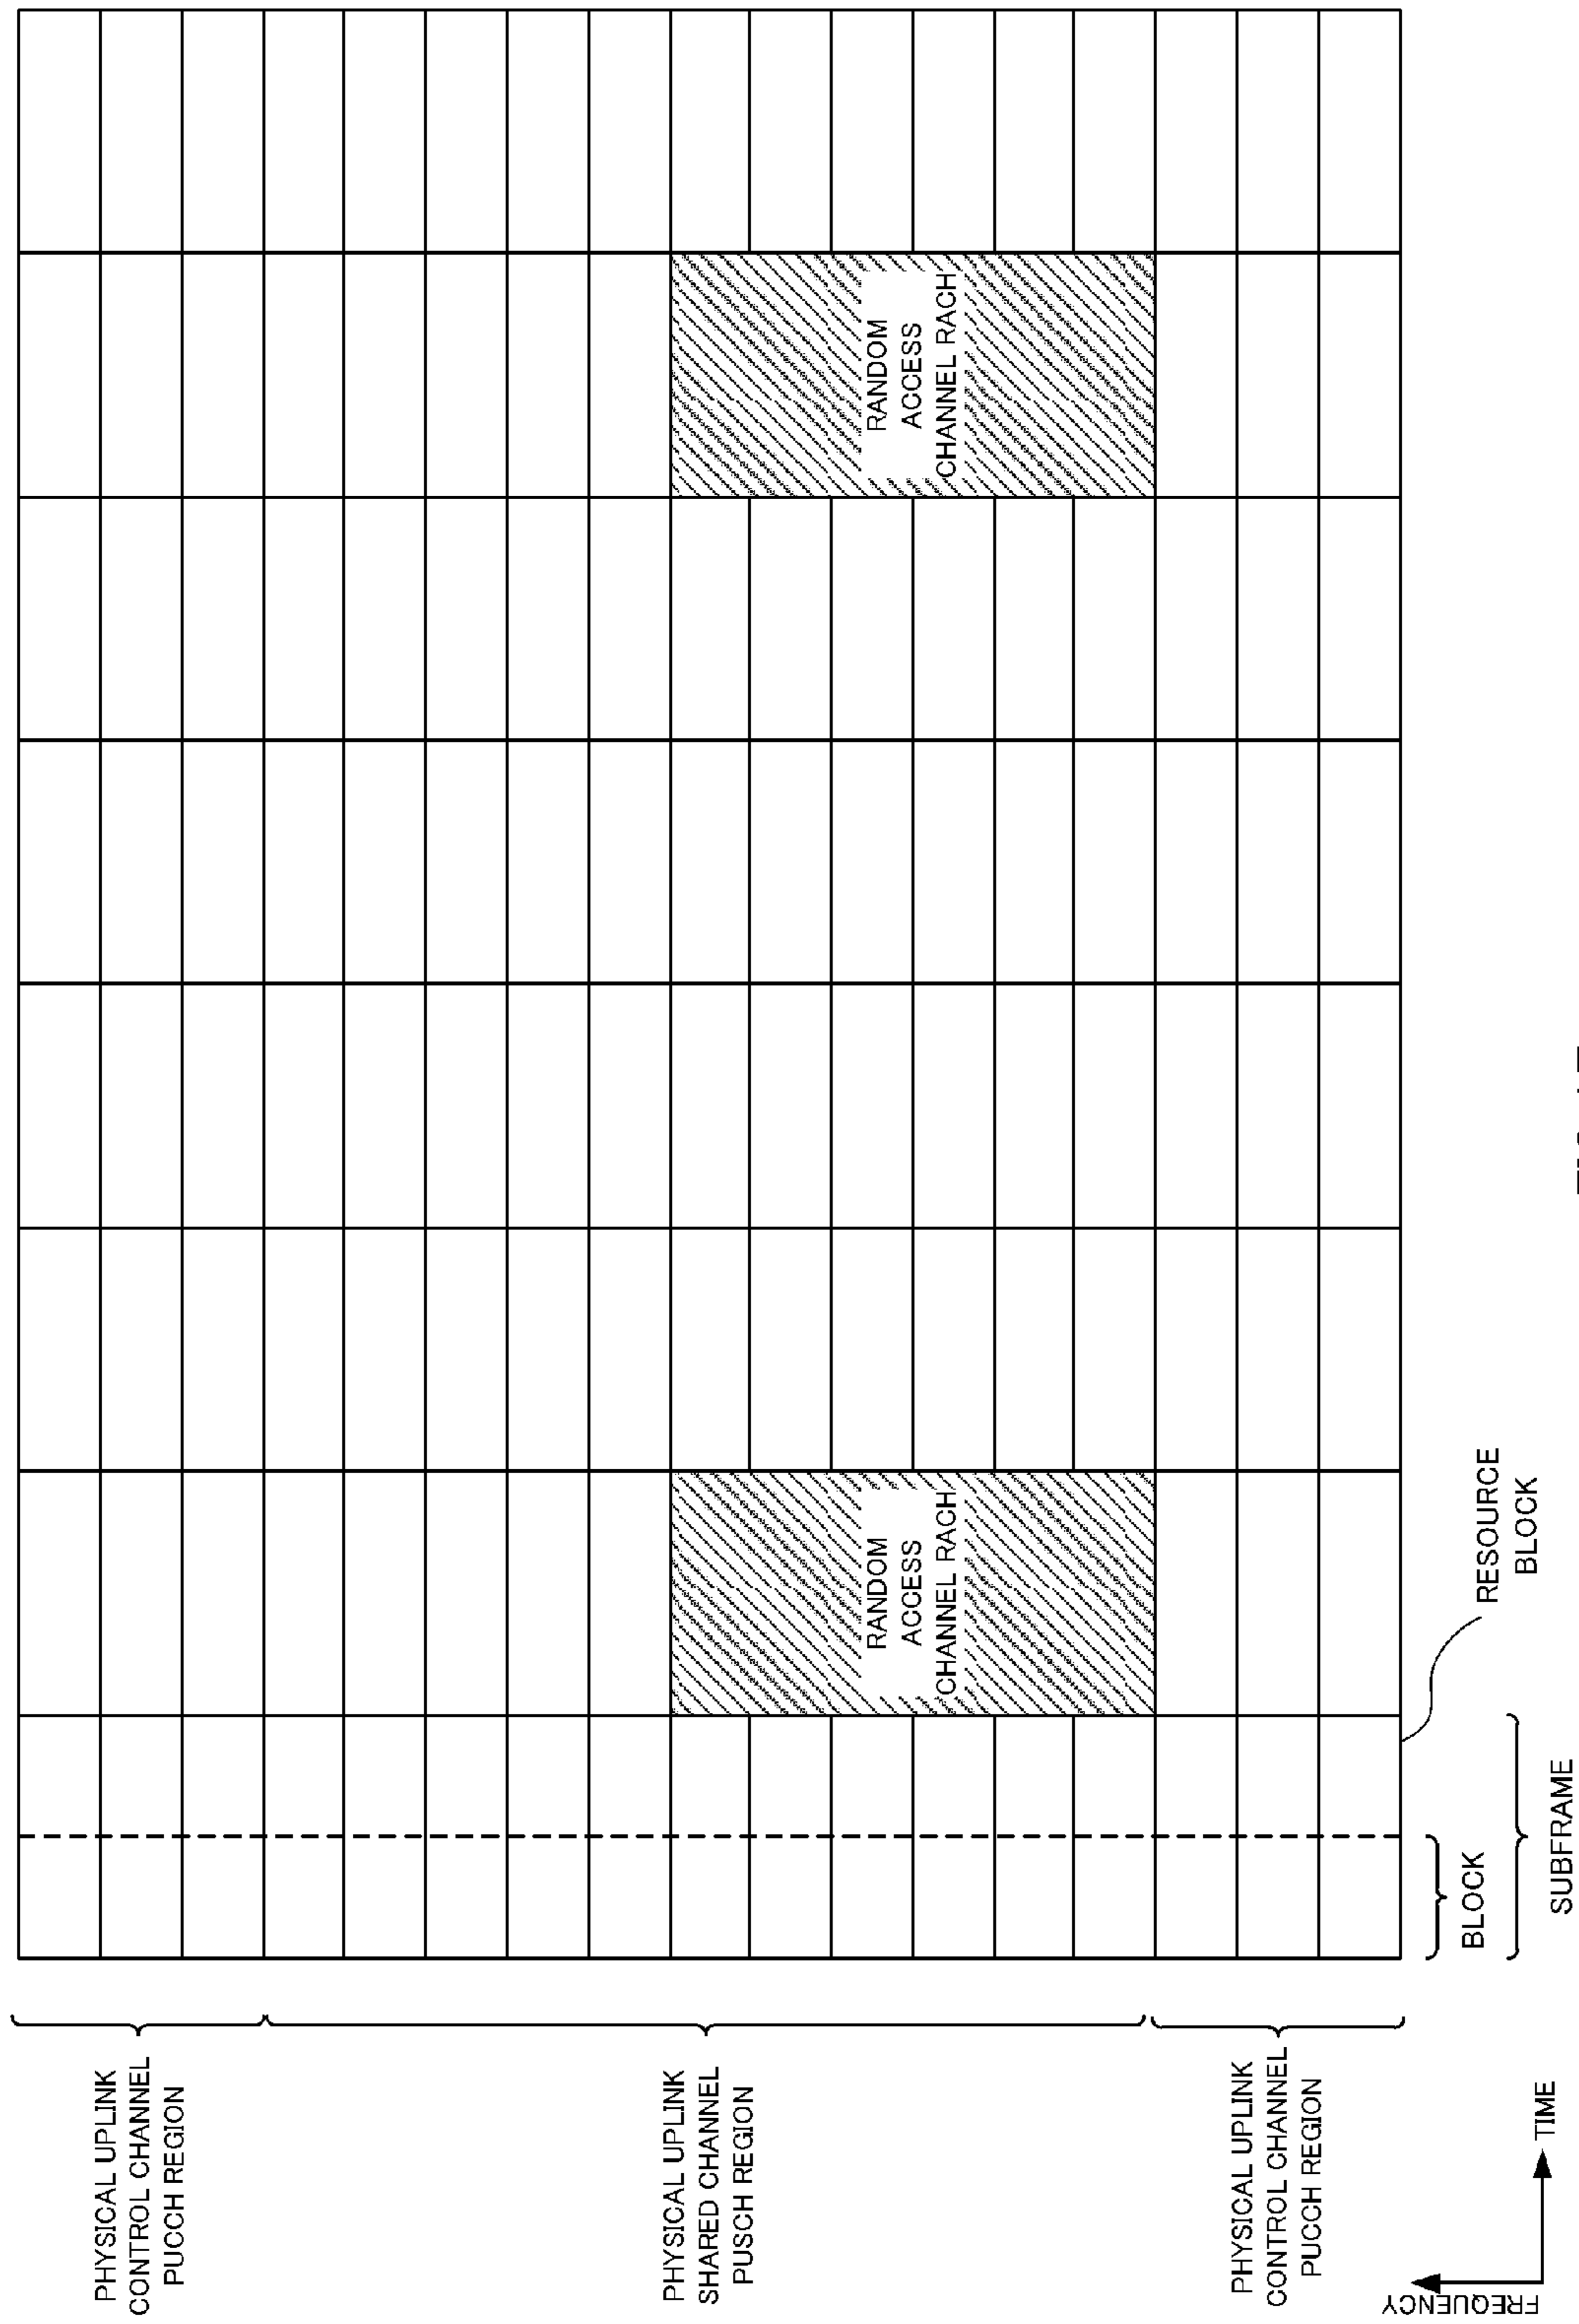 PHYSICAL UPLINK
CONTROL CHANNEL
PUCCH REGION
PHYSICAL UPLINK
SHARED CHANNEL
PUSCH REGION
PHYSICAL UPLINK
CONTROL CHANNEL
PUCCH REGION
RANDOM
ACCESS
CHANNEL RACH
RANDOM
ACCESS
CHANNEL RACH
BLOCK
SUBFRAME
RESOURCE
BLOCK
FREQUENCY
TIME